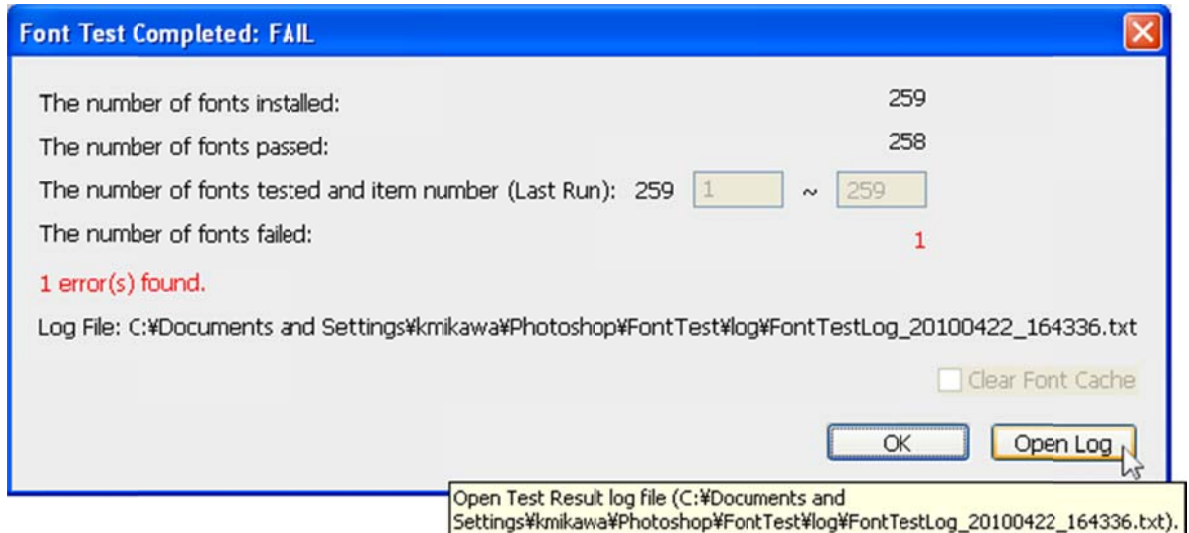 Font Test Completed: FAIL
The number of fonts installed: 259
The number of fonts passed: 258
The number of fonts tested and item number (Last Run): 259 1 ~ 259
The number of fonts failed: 1
1 error(s) found.
Log File: C:¥Documents and Settings¥kmikawa¥Photoshop¥FontTest¥log¥FontTestLog_20100422_164336.txt
Clear Font Cache
OK Open Log
Open Test Result log file (C:¥Documents and
Settings¥kmikawa¥Photoshop¥FontTest¥log¥FontTestLog_20100422_164336.txt).